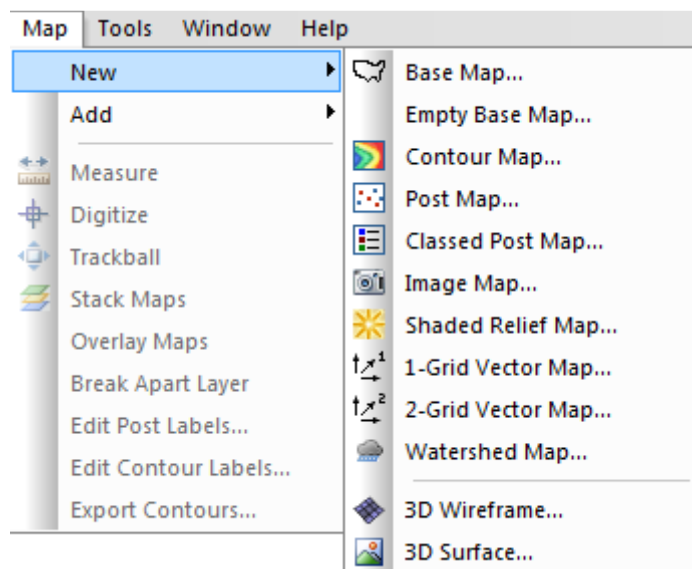 Map Tools Window Help
New
Add
Measure
Digitize
Trackball
Stack Maps
Overlay Maps
Break Apart Layer
Edit Post Labels...
Edit Contour Labels...
Export Contours...
Base Map...
Empty Base Map...
Contour Map...
Post Map...
Classed Post Map...
Image Map...
Shaded Relief Map...
1 1-Grid Vector Map...
2 2-Grid Vector Map...
Watershed Map...
3D Wireframe...
3D Surface...